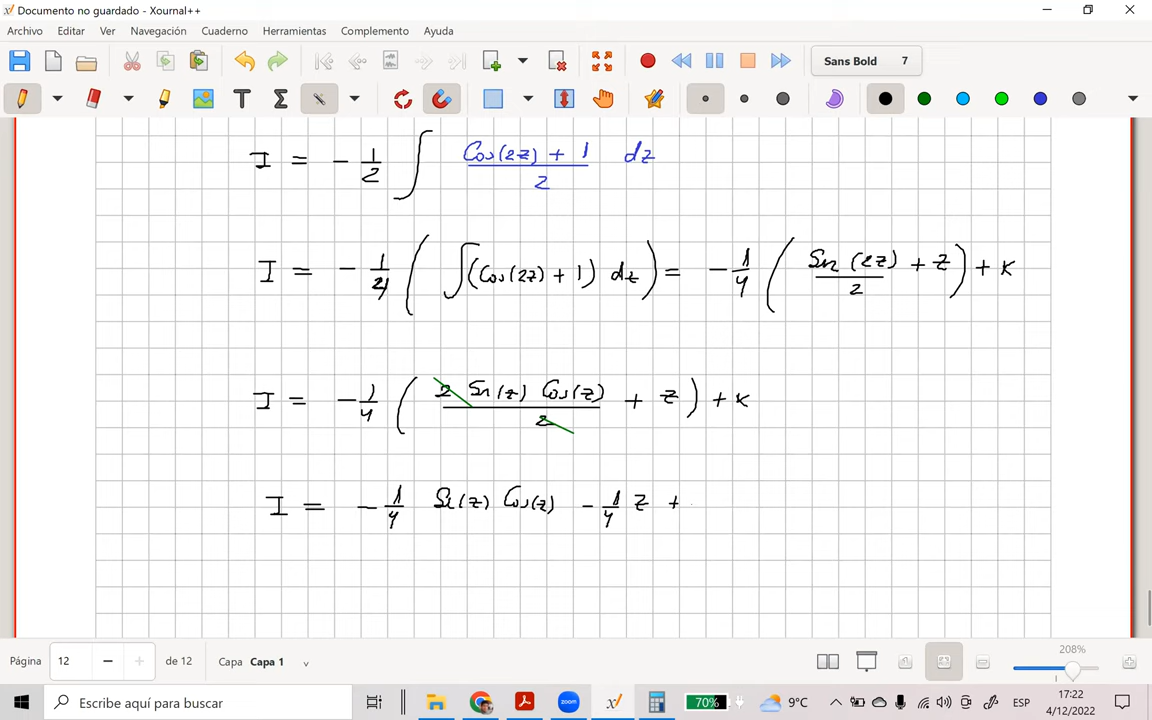 Documento no guardado - Xournal++
Archivo Editar Ver Navegación Cuaderno Herramientas Complemento Ayuda
Sans Bold 7
I = - 1/2 ∫ (Cos(2z) + 1)/2 dz
I = - 1/4 ( ∫(Cos(2z) + 1) dz ) = - 1/4 ( Sen(2z)/2 + z ) + K
I = - 1/4 ( 2 Sen(z) Cos(z)/2 + z ) + K
I = - 1/4 Sen(z) Cos(z) - 1/4 z +
208%
Página 12 de 12 Capa Capa 1
Escribe aquí para buscar
zoom
70%
9°C
ESP
17:22
4/12/2022